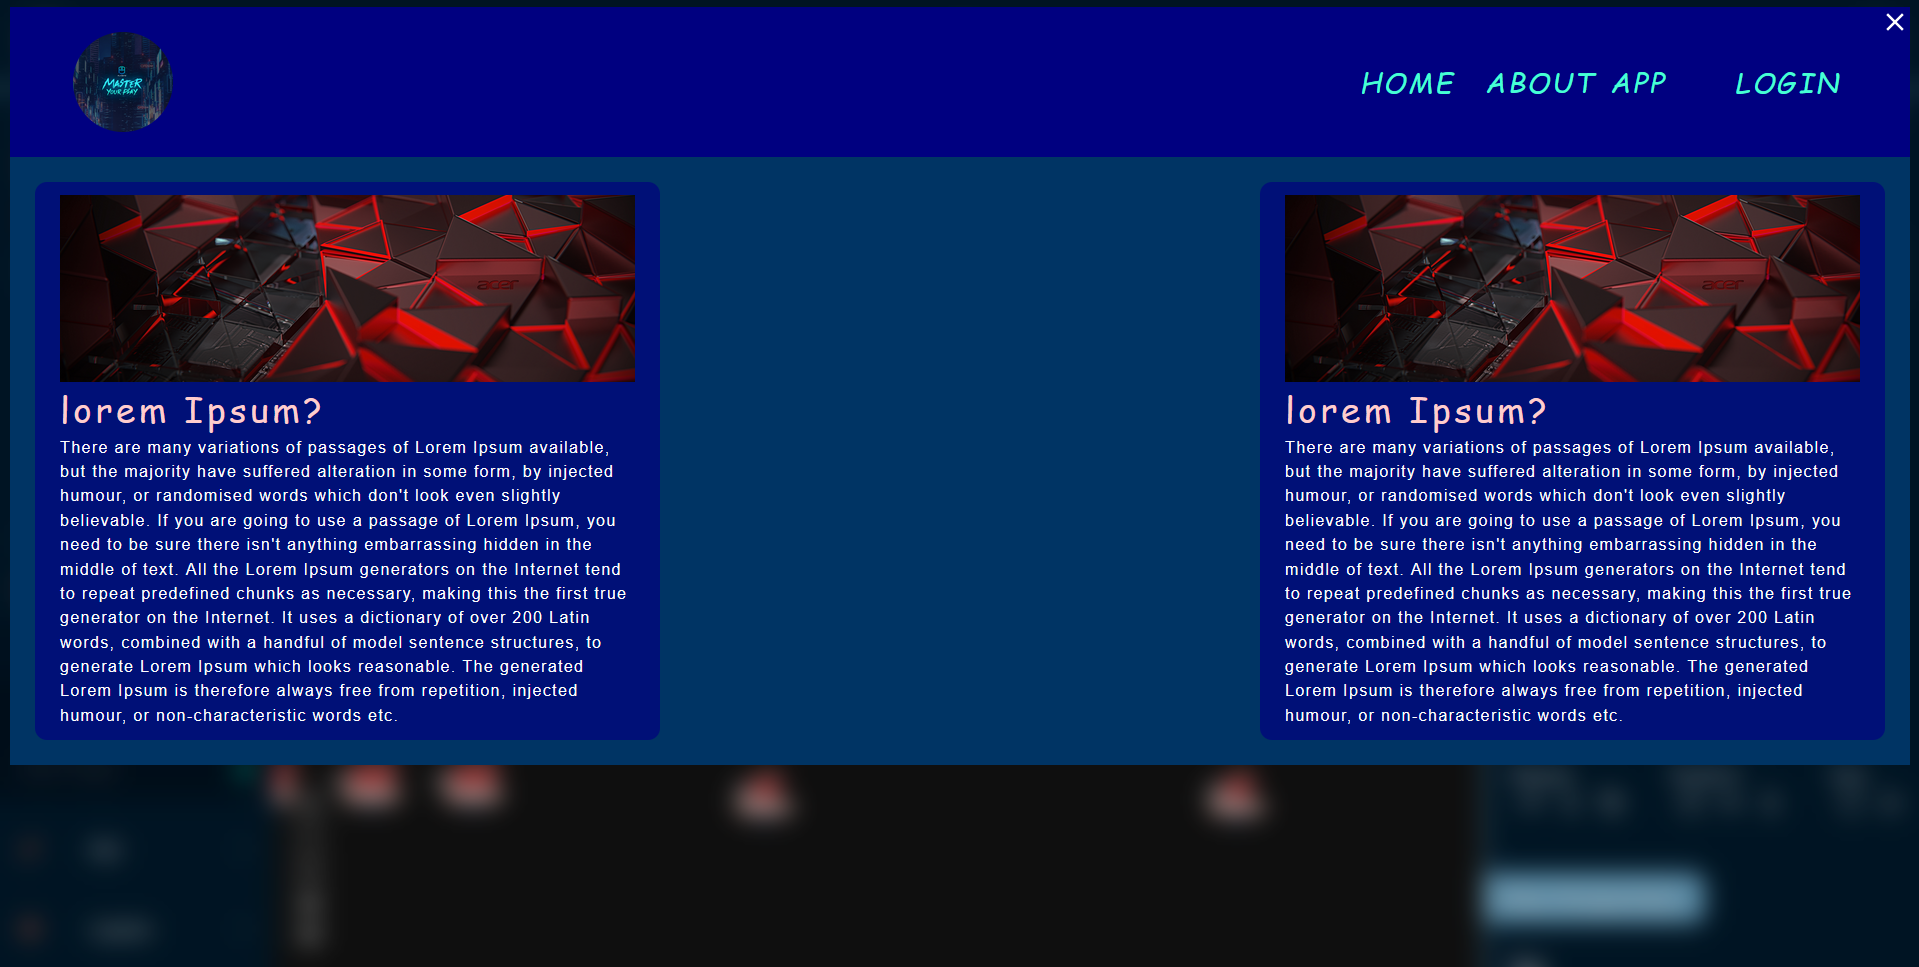 MASTER
YOUR PLAY
HOME ABOUT APP LOGIN
acer
lorem Ipsum?
There are many variations of passages of Lorem Ipsum available,
but the majority have suffered alteration in some form, by injected
humour, or randomised words which don't look even slightly
believable. If you are going to use a passage of Lorem Ipsum, you
need to be sure there isn't anything embarrassing hidden in the
middle of text. All the Lorem Ipsum generators on the Internet tend
to repeat predefined chunks as necessary, making this the first true
generator on the Internet. It uses a dictionary of over 200 Latin
words, combined with a handful of model sentence structures, to
generate Lorem Ipsum which looks reasonable. The generated
Lorem Ipsum is therefore always free from repetition, injected
humour, or non-characteristic words etc.
acer
lorem Ipsum?
There are many variations of passages of Lorem Ipsum available,
but the majority have suffered alteration in some form, by injected
humour, or randomised words which don't look even slightly
believable. If you are going to use a passage of Lorem Ipsum, you
need to be sure there isn't anything embarrassing hidden in the
middle of text. All the Lorem Ipsum generators on the Internet tend
to repeat predefined chunks as necessary, making this the first true
generator on the Internet. It uses a dictionary of over 200 Latin
words, combined with a handful of model sentence structures, to
generate Lorem Ipsum which looks reasonable. The generated
Lorem Ipsum is therefore always free from repetition, injected
humour, or non-characteristic words etc.